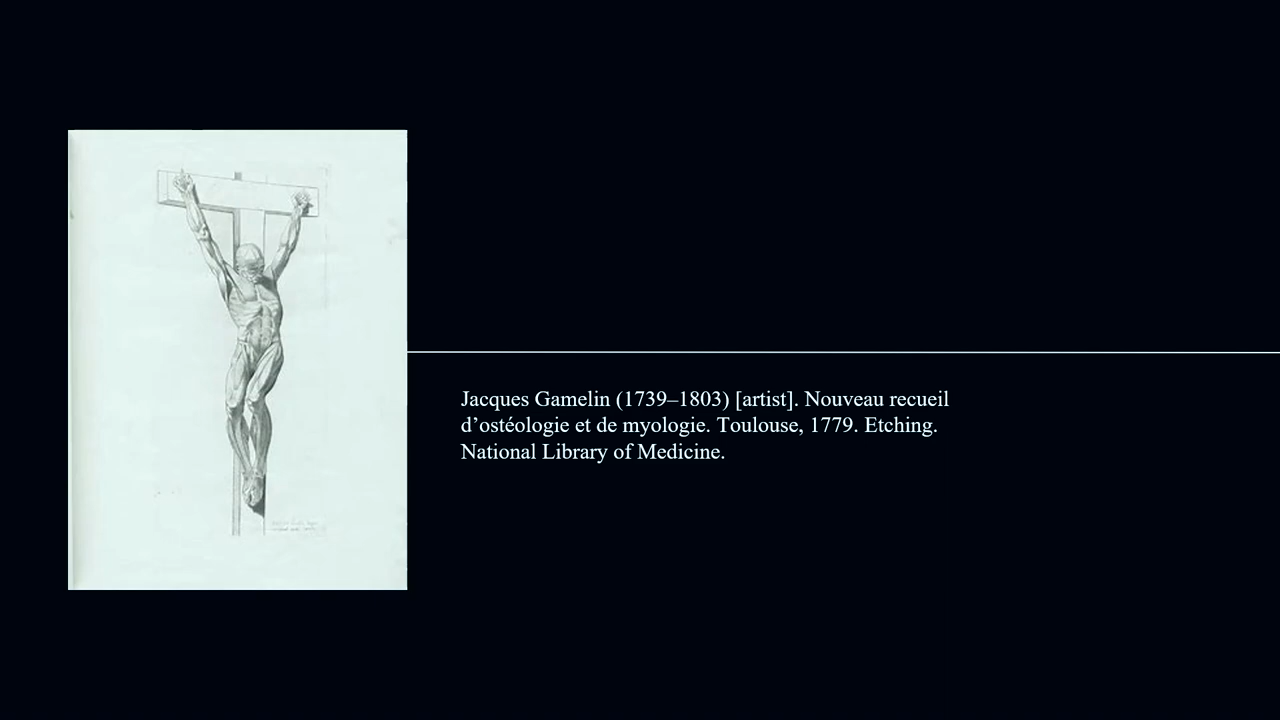 Jacques Gamelin (1739–1803) [artist]. Nouveau recueil
d’ostéologie et de myologie. Toulouse, 1779. Etching.
National Library of Medicine.